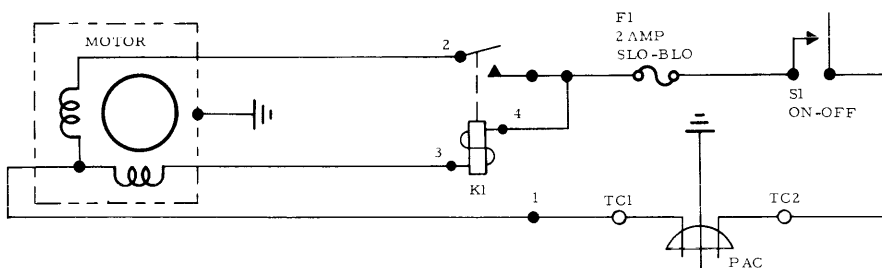 MOTOR
2
F1
2 AMP
SLO-BLO
S1
ON-OFF
4
3
K1
1
TC1
TC2
PAC